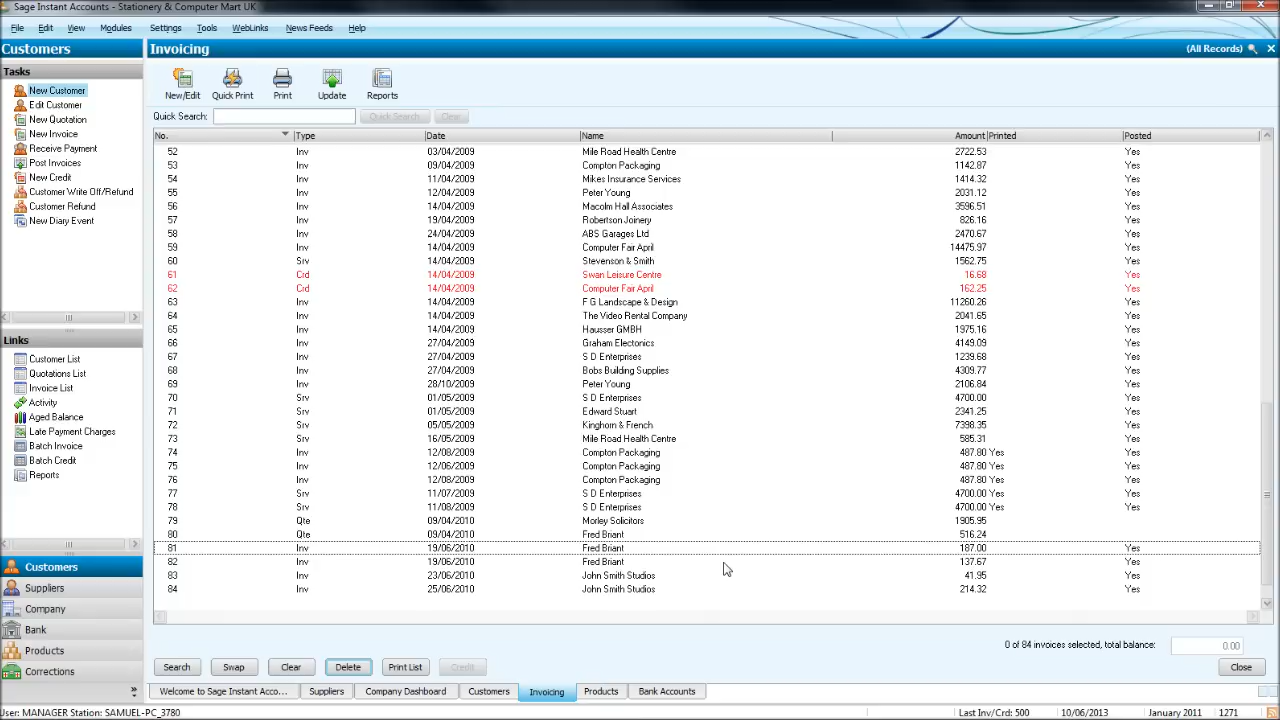 Sage Instant Accounts - Stationery & Computer Mart UK
File Edit View Modules Settings Tools WebLinks News Feeds Help
Customers
Invoicing
(All Records)
Tasks
New Customer
Edit Customer
New Quotation
New Invoice
Receive Payment
Post Invoices
New Credit
Customer Write Off/Refund
Customer Refund
New Diary Event
Links
Customer List
Quotations List
Invoice List
Activity
Aged Balance
Late Payment Charges
Batch Invoice
Batch Credit
Reports
Customers
Suppliers
Company
Bank
Products
Corrections
New/Edit Quick Print Print Update Reports
Quick Search: Quick Search Clear
No. Type Date Name Amount Printed Posted
52 Inv 03/04/2009 Mile Road Health Centre 2722.53 Yes
53 Inv 09/04/2009 Compton Packaging 1142.87 Yes
54 Inv 11/04/2009 Mikes Insurance Services 1414.32 Yes
55 Inv 12/04/2009 Peter Young 2031.12 Yes
56 Inv 14/04/2009 Macolm Hall Associates 3596.51 Yes
57 Inv 19/04/2009 Robertson Joinery 826.16 Yes
58 Inv 24/04/2009 ABS Garages Ltd 2470.67 Yes
59 Inv 14/04/2009 Computer Fair April 14475.97 Yes
60 Srv 14/04/2009 Stevenson & Smith 1562.75 Yes
61 Crd 14/04/2009 Swan Leisure Centre 16.68 Yes
62 Crd 14/04/2009 Computer Fair April 162.25 Yes
63 Inv 14/04/2009 F G Landscape & Design 11260.26 Yes
64 Inv 14/04/2009 The Video Rental Company 2041.65 Yes
65 Inv 14/04/2009 Hausser GMBH 1975.16 Yes
66 Inv 27/04/2009 Graham Electonics 4149.09 Yes
67 Inv 27/04/2009 S D Enterprises 1239.68 Yes
68 Inv 27/04/2009 Bobs Building Supplies 4309.77 Yes
69 Inv 28/10/2009 Peter Young 2106.84 Yes
70 Srv 01/05/2009 S D Enterprises 4700.00 Yes
71 Srv 01/05/2009 Edward Stuart 2341.25 Yes
72 Srv 05/05/2009 Kinghorn & French 7398.35 Yes
73 Srv 16/05/2009 Mile Road Health Centre 585.31 Yes
74 Inv 12/08/2009 Compton Packaging 487.80 Yes Yes
75 Inv 12/06/2009 Compton Packaging 487.80 Yes Yes
76 Inv 12/08/2009 Compton Packaging 487.80 Yes Yes
77 Srv 11/07/2009 S D Enterprises 4700.00 Yes Yes
78 Srv 11/08/2009 S D Enterprises 4700.00 Yes Yes
79 Qte 09/04/2010 Morley Solicitors 1905.95
80 Qte 09/04/2010 Fred Briant 516.24
81 Inv 19/06/2010 Fred Briant 187.00 Yes
82 Inv 19/06/2010 Fred Briant 137.67 Yes
83 Inv 23/06/2010 John Smith Studios 41.95 Yes
84 Inv 25/06/2010 John Smith Studios 214.32 Yes
0 of 84 invoices selected, total balance: 0.00
Search Swap Clear Delete Print List Credit Close
Welcome to Sage Instant Acco... Suppliers Company Dashboard Customers Invoicing Products Bank Accounts
User: MANAGER Station: SAMUEL-PC_3780 Last Inv/Crd: 500 10/06/2013 January 2011 1271